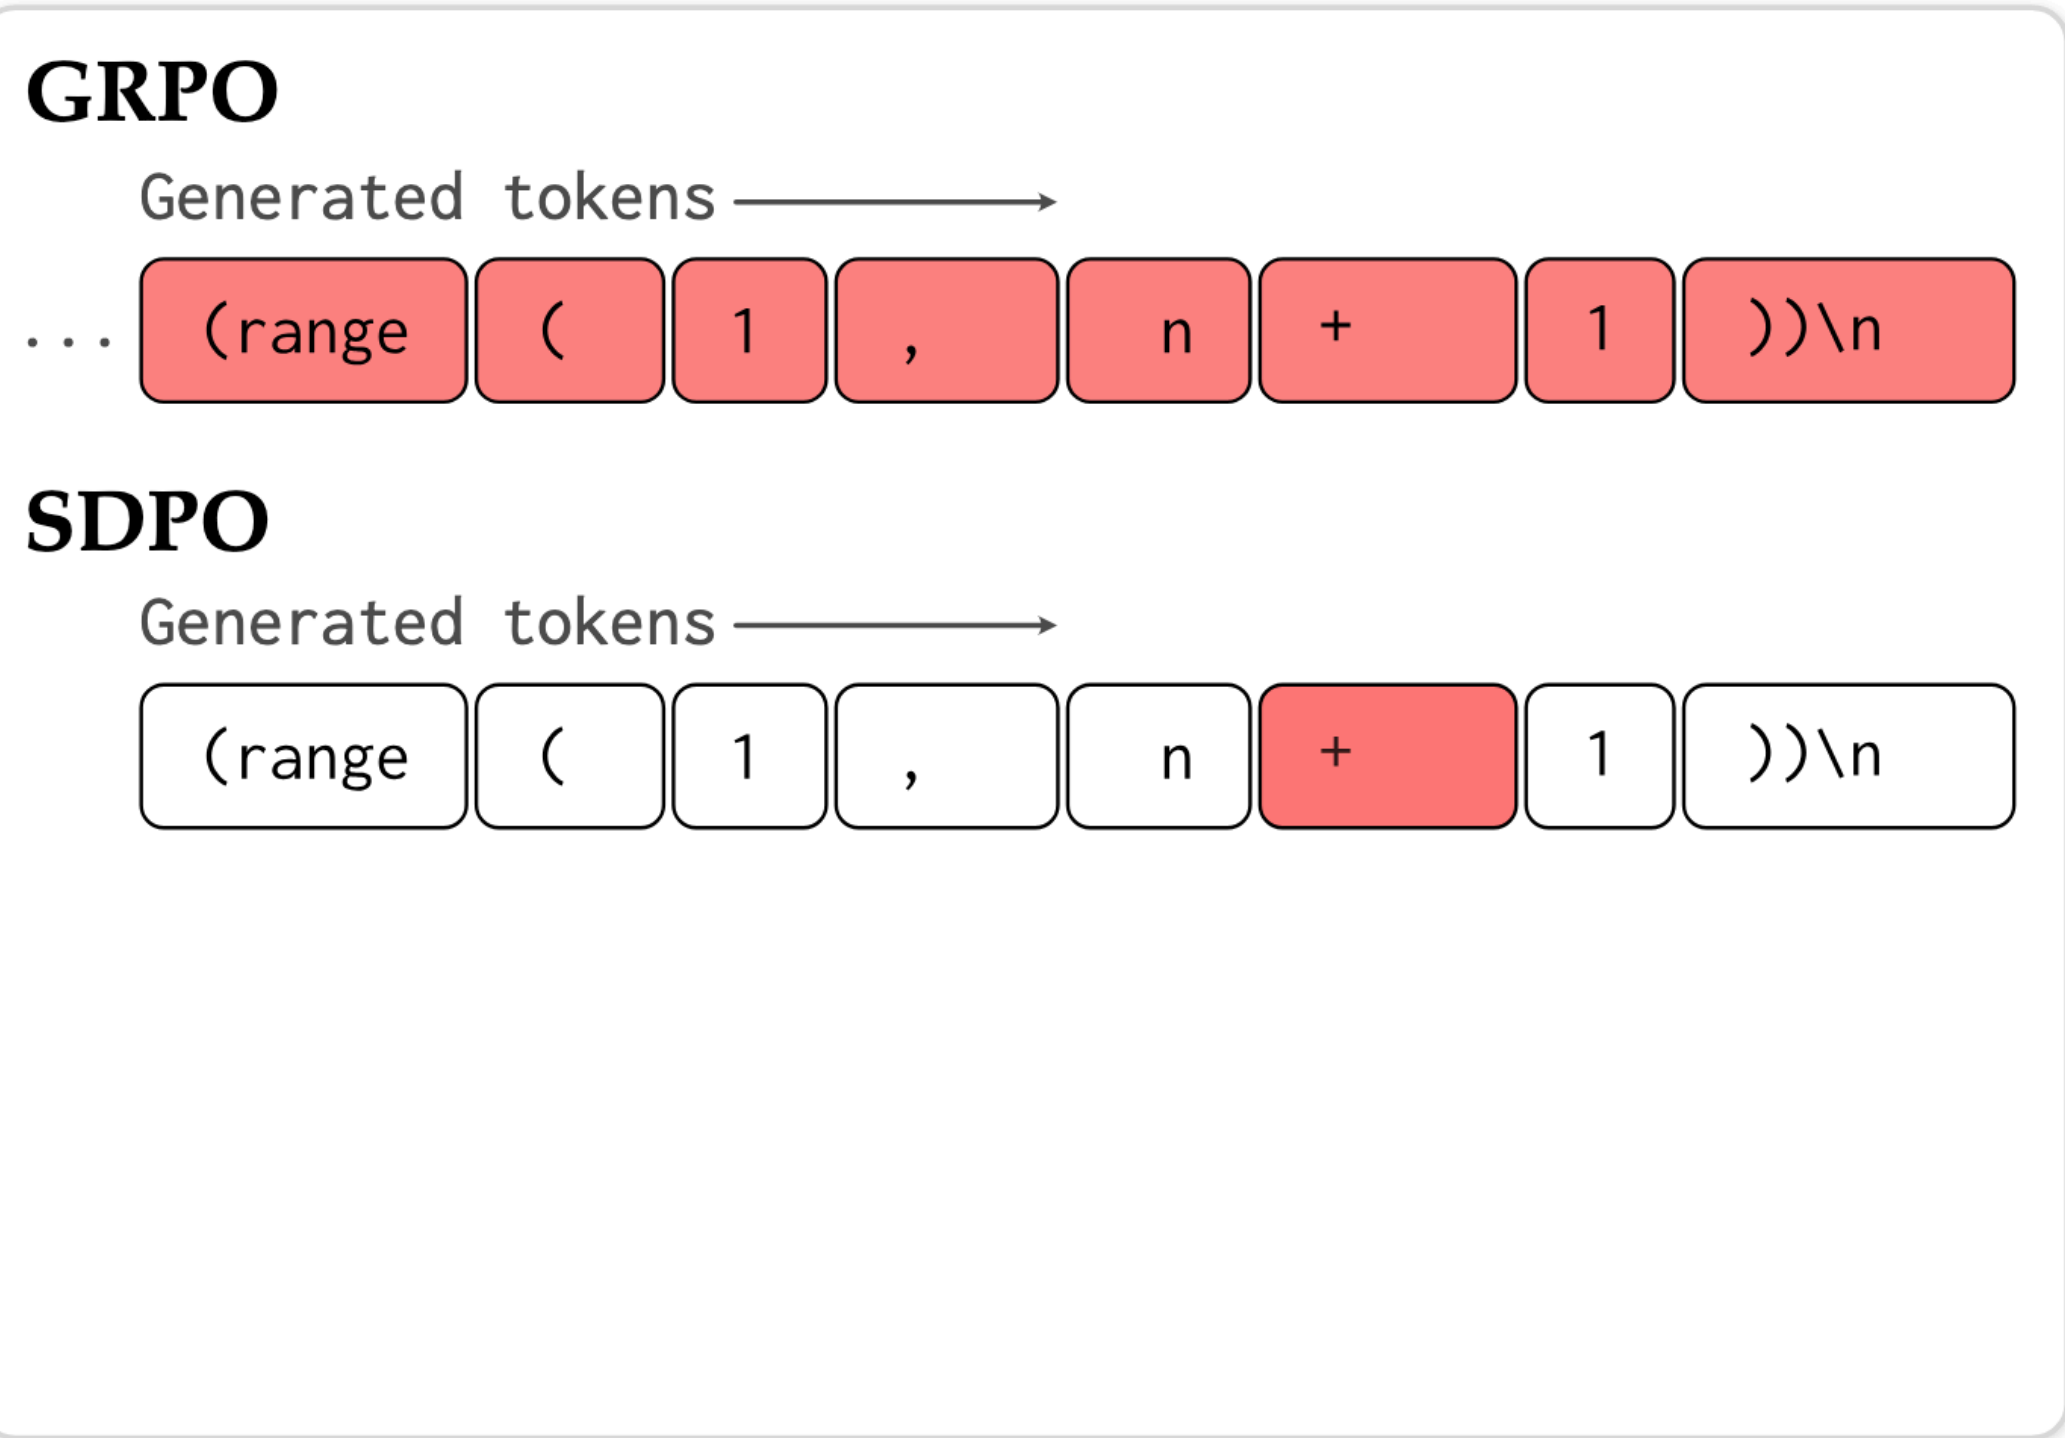 GRPO
Generated tokens
... (range ( 1 , n + 1 ))\n
SDPO
Generated tokens
(range ( 1 , n + 1 ))\n